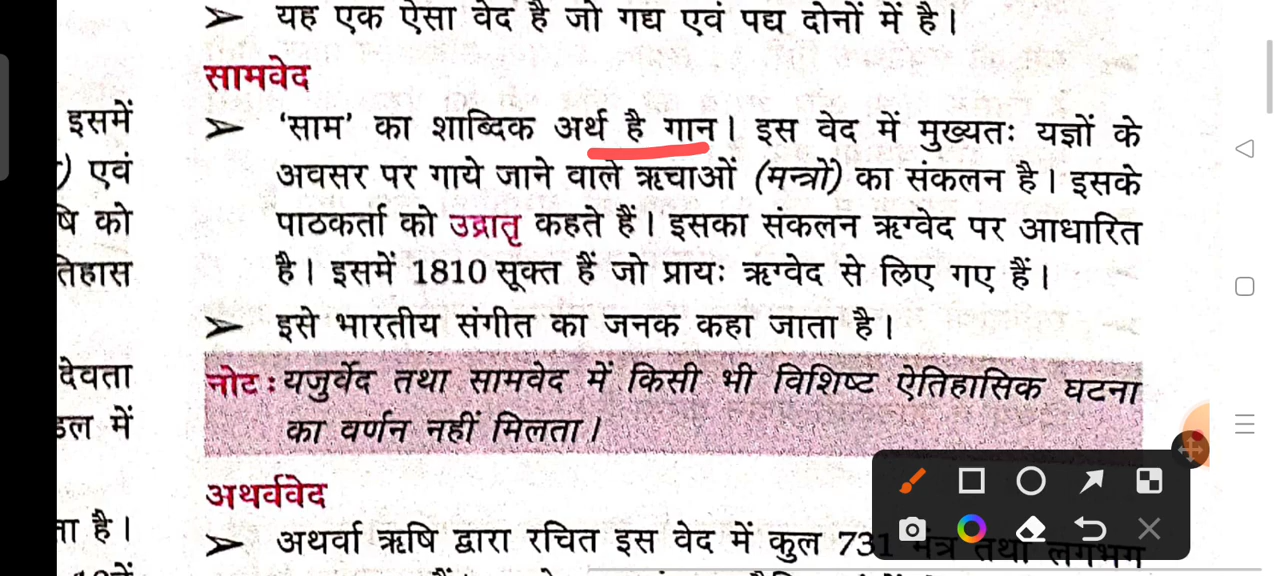 ➢ यह एक ऐसा वेद है जो गद्य एवं पद्य दोनों में है।
सामवेद
➢ 'साम' का शाब्दिक अर्थ है गान। इस वेद में मुख्यतः यज्ञों के
अवसर पर गाये जाने वाले ऋचाओं (मन्त्रों) का संकलन है। इसके
पाठकर्ता को उद्रातृ कहते हैं। इसका संकलन ऋग्वेद पर आधारित
है। इसमें 1810 सूक्त हैं जो प्रायः ऋग्वेद से लिए गए हैं।
➢ इसे भारतीय संगीत का जनक कहा जाता है।
नोट : यजुर्वेद तथा सामवेद में किसी भी विशिष्ट ऐतिहासिक घटना
का वर्णन नहीं मिलता।
अथर्ववेद
➢ अथर्वा ऋषि द्वारा रचित इस वेद में कुल 731 मंत्र तथा लगभग
इसमें
) एवं
षि को
तिहास
देवता
डल में
ता है।